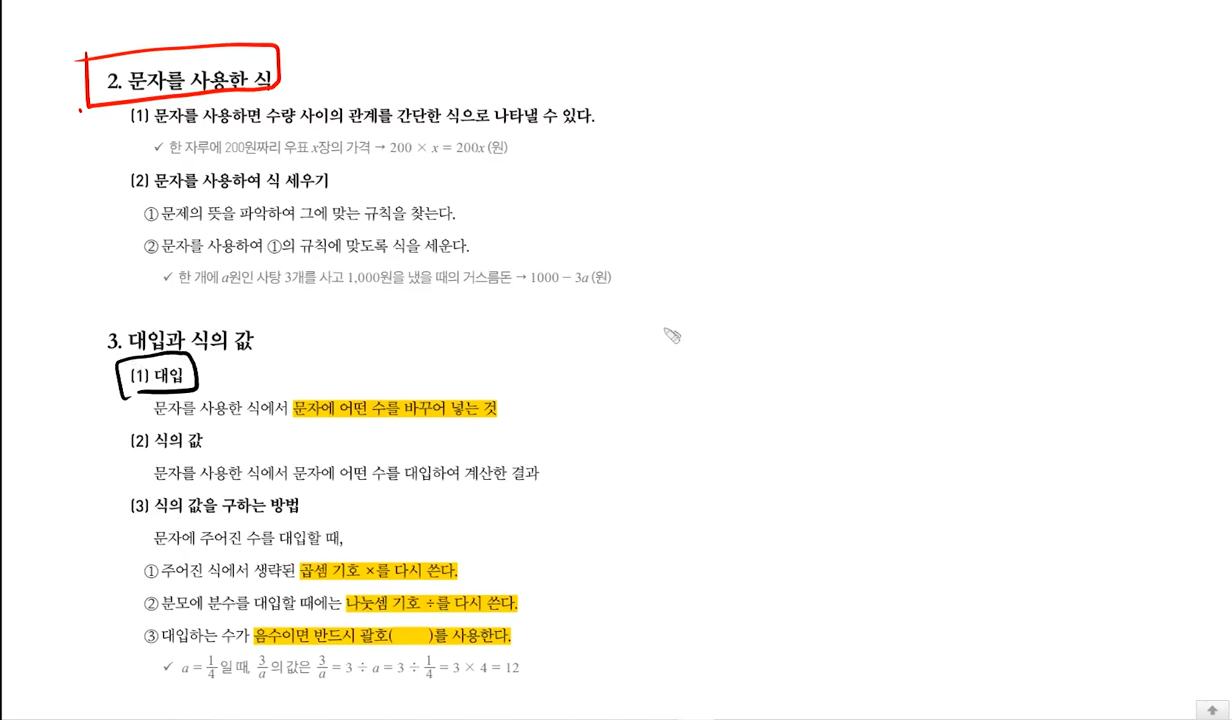 2. 문자를 사용한 식
(1) 문자를 사용하면 수량 사이의 관계를 간단한 식으로 나타낼 수 있다.
✓ 한 자루에 200원짜리 우표 x장의 가격 → 200 × x = 200x (원)
(2) 문자를 사용하여 식 세우기
① 문제의 뜻을 파악하여 그에 맞는 규칙을 찾는다.
② 문자를 사용하여 ①의 규칙에 맞도록 식을 세운다.
✓ 한 개에 a원인 사탕 3개를 사고 1,000원을 냈을 때의 거스름돈 → 1000 − 3a (원)
3. 대입과 식의 값
(1) 대입
문자를 사용한 식에서 문자에 어떤 수를 바꾸어 넣는 것
(2) 식의 값
문자를 사용한 식에서 문자에 어떤 수를 대입하여 계산한 결과
(3) 식의 값을 구하는 방법
문자에 주어진 수를 대입할 때,
① 주어진 식에서 생략된 곱셈 기호 ×를 다시 쓴다.
② 분모에 분수를 대입할 때에는 나눗셈 기호 ÷를 다시 쓴다.
③ 대입하는 수가 음수이면 반드시 괄호( )를 사용한다.
✓ a = 1/4 일 때, 3/a 의 값은 3/a = 3 ÷ a = 3 ÷ 1/4 = 3 × 4 = 12